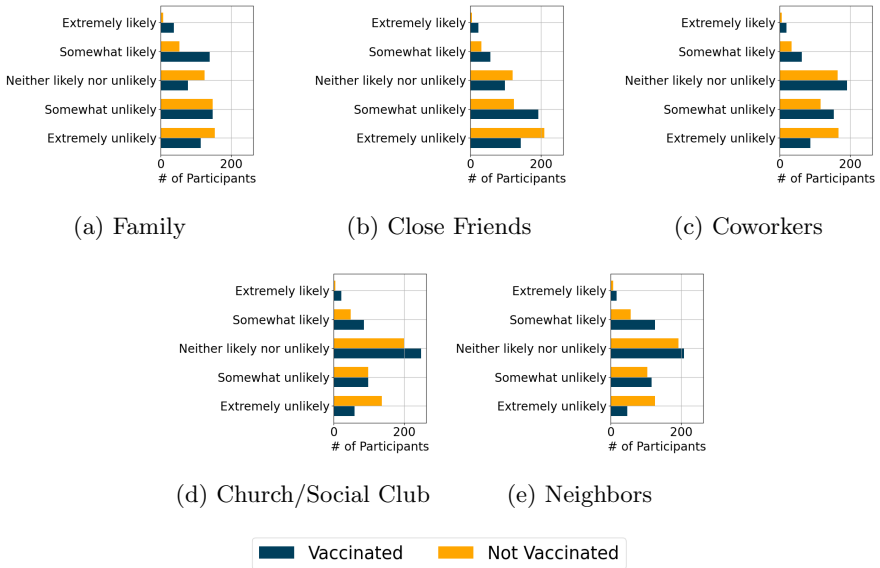 Extremely likely
Somewhat likely
Neither likely nor unlikely
Somewhat unlikely
Extremely unlikely
0 200
# of Participants
(a) Family
Extremely likely
Somewhat likely
Neither likely nor unlikely
Somewhat unlikely
Extremely unlikely
0 200
# of Participants
(b) Close Friends
Extremely likely
Somewhat likely
Neither likely nor unlikely
Somewhat unlikely
Extremely unlikely
0 200
# of Participants
(c) Coworkers
Extremely likely
Somewhat likely
Neither likely nor unlikely
Somewhat unlikely
Extremely unlikely
0 200
# of Participants
(d) Church/Social Club
Extremely likely
Somewhat likely
Neither likely nor unlikely
Somewhat unlikely
Extremely unlikely
0 200
# of Participants
(e) Neighbors
Vaccinated Not Vaccinated